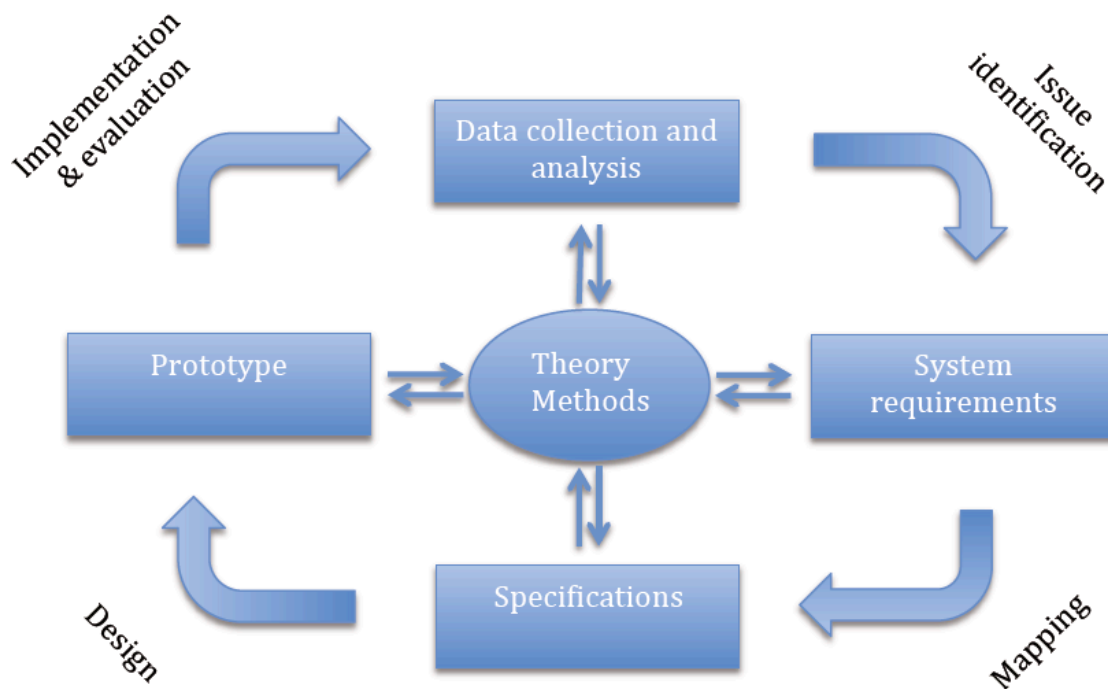 Implementation
& evaluation
Data collection and
analysis
Issue
identification
Prototype
Theory
Methods
System
requirements
Specifications
Design
Mapping